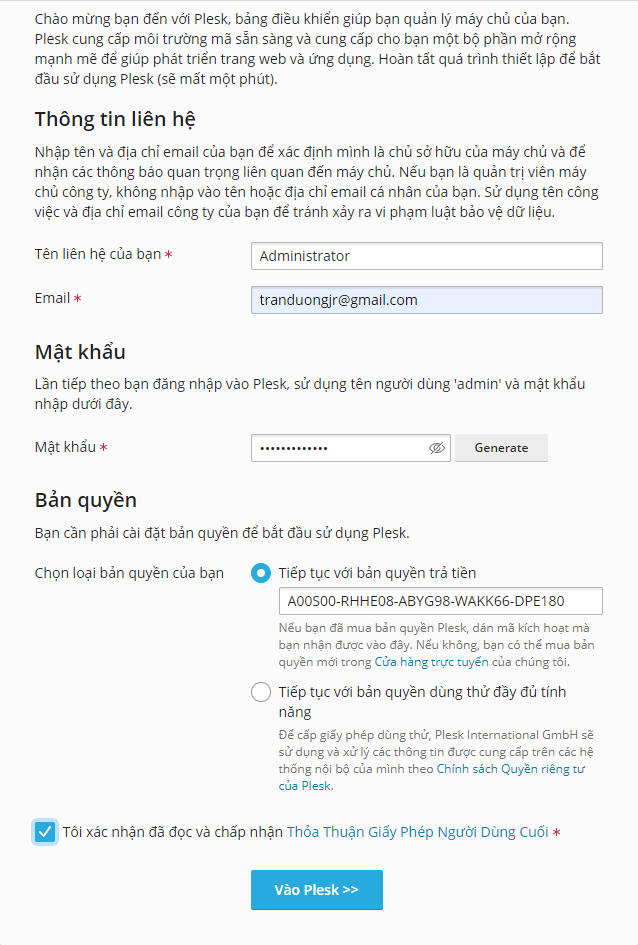 Chào mừng bạn đến với Plesk, bảng điều khiển giúp bạn quản lý máy chủ của bạn.
Plesk cung cấp môi trường mã sẵn sàng và cung cấp cho bạn một bộ phần mở rộng
mạnh mẽ để giúp phát triển trang web và ứng dụng. Hoàn tất quá trình thiết lập để bắt
đầu sử dụng Plesk (sẽ mất một phút).
Thông tin liên hệ
Nhập tên và địa chỉ email của bạn để xác định mình là chủ sở hữu của máy chủ và để
nhận các thông báo quan trọng liên quan đến máy chủ. Nếu bạn là quản trị viên máy
chủ công ty, không nhập vào tên hoặc địa chỉ email cá nhân của bạn. Sử dụng tên công
việc và địa chỉ email công ty của bạn để tránh xảy ra vi phạm luật bảo vệ dữ liệu.
Tên liên hệ của bạn * Administrator
Email * tranduongjr@gmail.com
Mật khẩu
Lần tiếp theo bạn đăng nhập vào Plesk, sử dụng tên người dùng 'admin' và mật khẩu
nhập dưới đây.
Mật khẩu * ••••••••••••• Generate
Bản quyền
Bạn cần phải cài đặt bản quyền để bắt đầu sử dụng Plesk.
Chọn loại bản quyền của bạn Tiếp tục với bản quyền trả tiền
A00S00-RHHE08-ABYG98-WAKK66-DPE180
Nếu bạn đã mua bản quyền Plesk, dán mã kích hoạt mà
bạn nhận được vào đây. Nếu không, bạn có thể mua bản
quyền mới trong Cửa hàng trực tuyến của chúng tôi.
Tiếp tục với bản quyền dùng thử đầy đủ tính
năng
Để cấp giấy phép dùng thử, Plesk International GmbH sẽ
sử dụng và xử lý các thông tin được cung cấp trên các hệ
thống nội bộ của mình theo Chính sách Quyền riêng tư
của Plesk.
Tôi xác nhận đã đọc và chấp nhận Thỏa Thuận Giấy Phép Người Dùng Cuối *
Vào Plesk >>